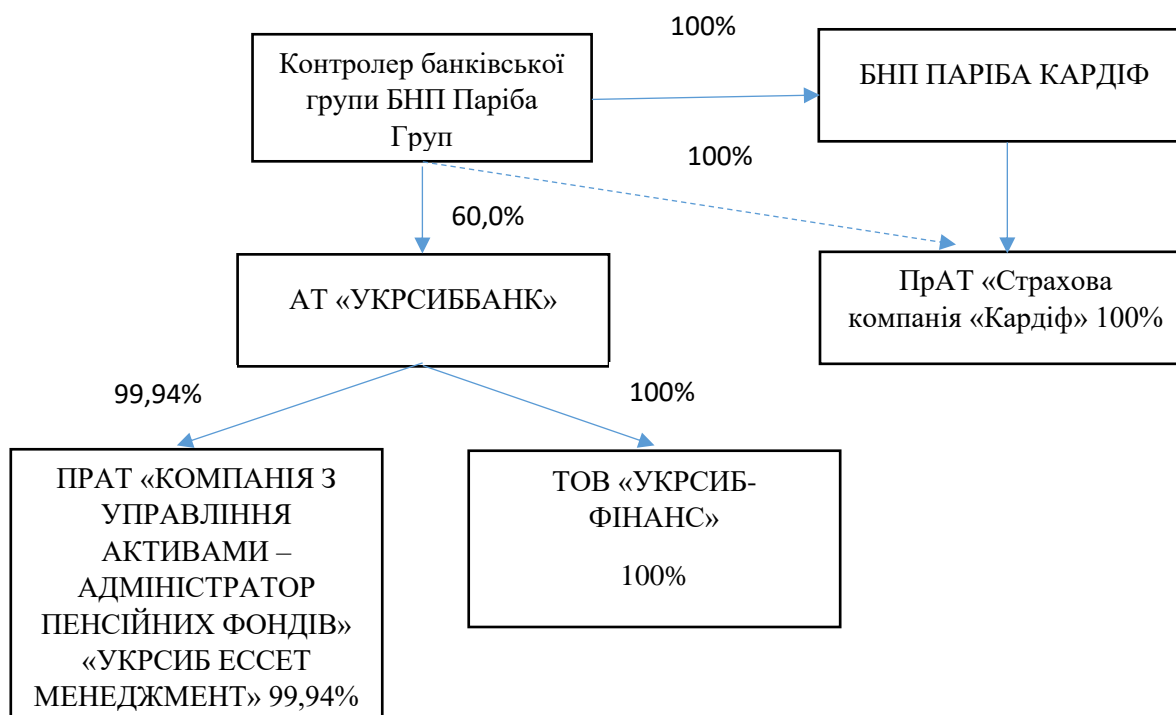 100%
Контролер банківської
групи БНП Паріба
Груп
БНП ПАРІБА КАРДІФ
100%
60,0%
АТ «УКРСИББАНК»
ПрАТ «Страхова
компанія «Кардіф» 100%
99,94%
100%
ПРАТ «КОМПАНІЯ З
УПРАВЛІННЯ
АКТИВАМИ –
АДМІНІСТРАТОР
ПЕНСІЙНИХ ФОНДІВ»
«УКРСИБ ЕССЕТ
МЕНЕДЖМЕНТ» 99,94%
ТОВ «УКРСИБ-
ФІНАНС»
100%